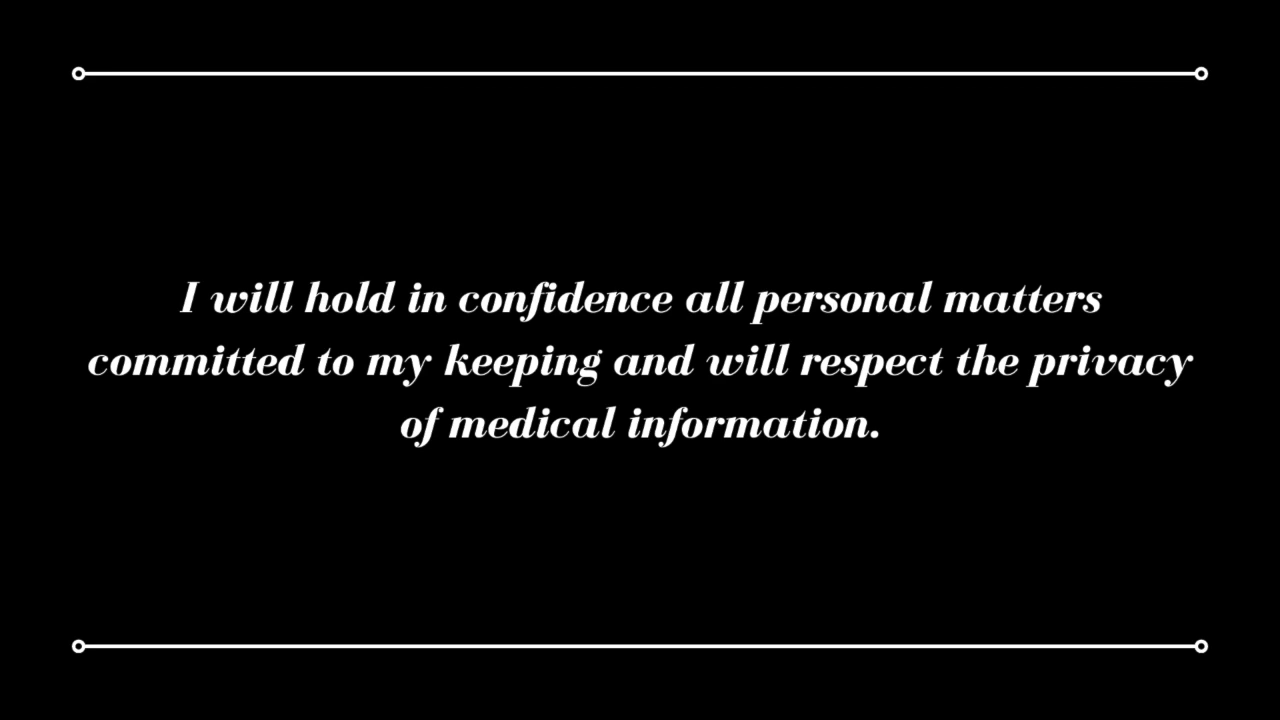 I will hold in confidence all personal matters
committed to my keeping and will respect the privacy
of medical information.